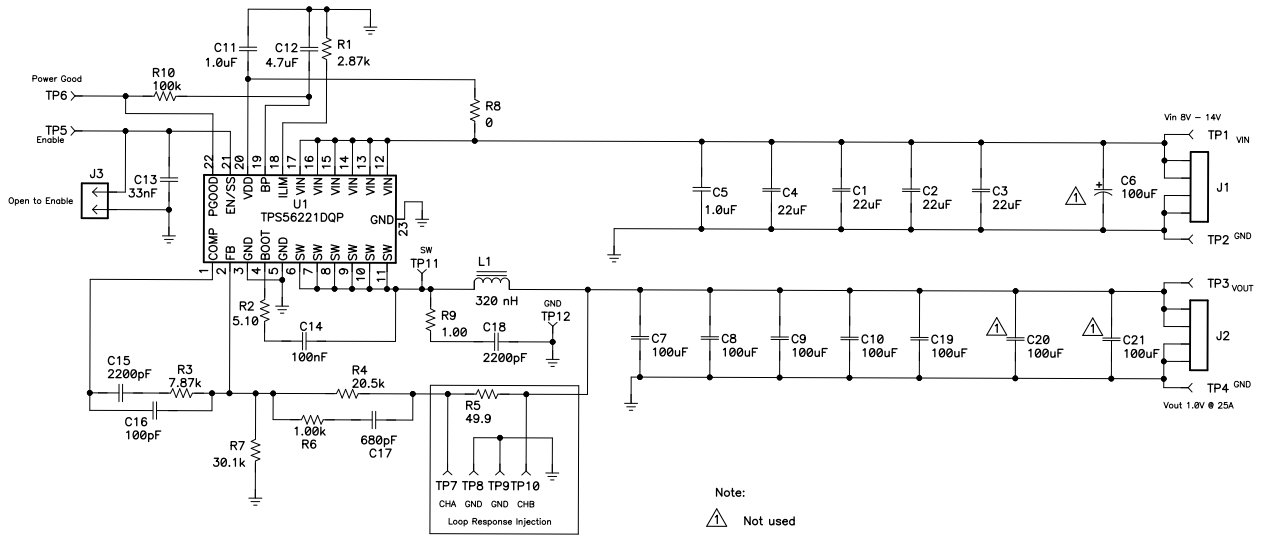 C11
1.0uF
C12
4.7uF
R1
2.87k
Power Good
TP6
R10
100k
R8
0
TP5
Enable
J3
Open to Enable
C13
33nF
22
21
20
19
18
17
16
15
14
13
12
PGOOD
EN/SS
VDD
BP
ILIM
VIN
VIN
VIN
VIN
VIN
VIN
U1
TPS56221DQP
GND
23
COMP
FB
GND
BOOT
GND
SW
SW
SW
SW
SW
SW
1
2
3
4
5
6
7
8
9
10
11
Vin 8V - 14V
TP1 VIN
J1
TP2 GND
C5
1.0uF
C4
22uF
C1
22uF
C2
22uF
C3
22uF
1
+
C6
100uF
SW
TP11
L1
320 nH
R2
5.10
C14
100nF
R9
1.00
C18
2200pF
GND
TP12
TP3 VOUT
J2
TP4 GND
Vout 1.0V @ 25A
C7
100uF
C8
100uF
C9
100uF
C10
100uF
C19
100uF
1
C20
100uF
1
C21
100uF
C15
2200pF
R3
7.87k
C16
100pF
R4
20.5k
1.00k
R6
680pF
C17
R7
30.1k
R5
49.9
TP7 TP8 TP9 TP10
CHA GND GND CHB
Loop Response Injection
Note:
1 Not used